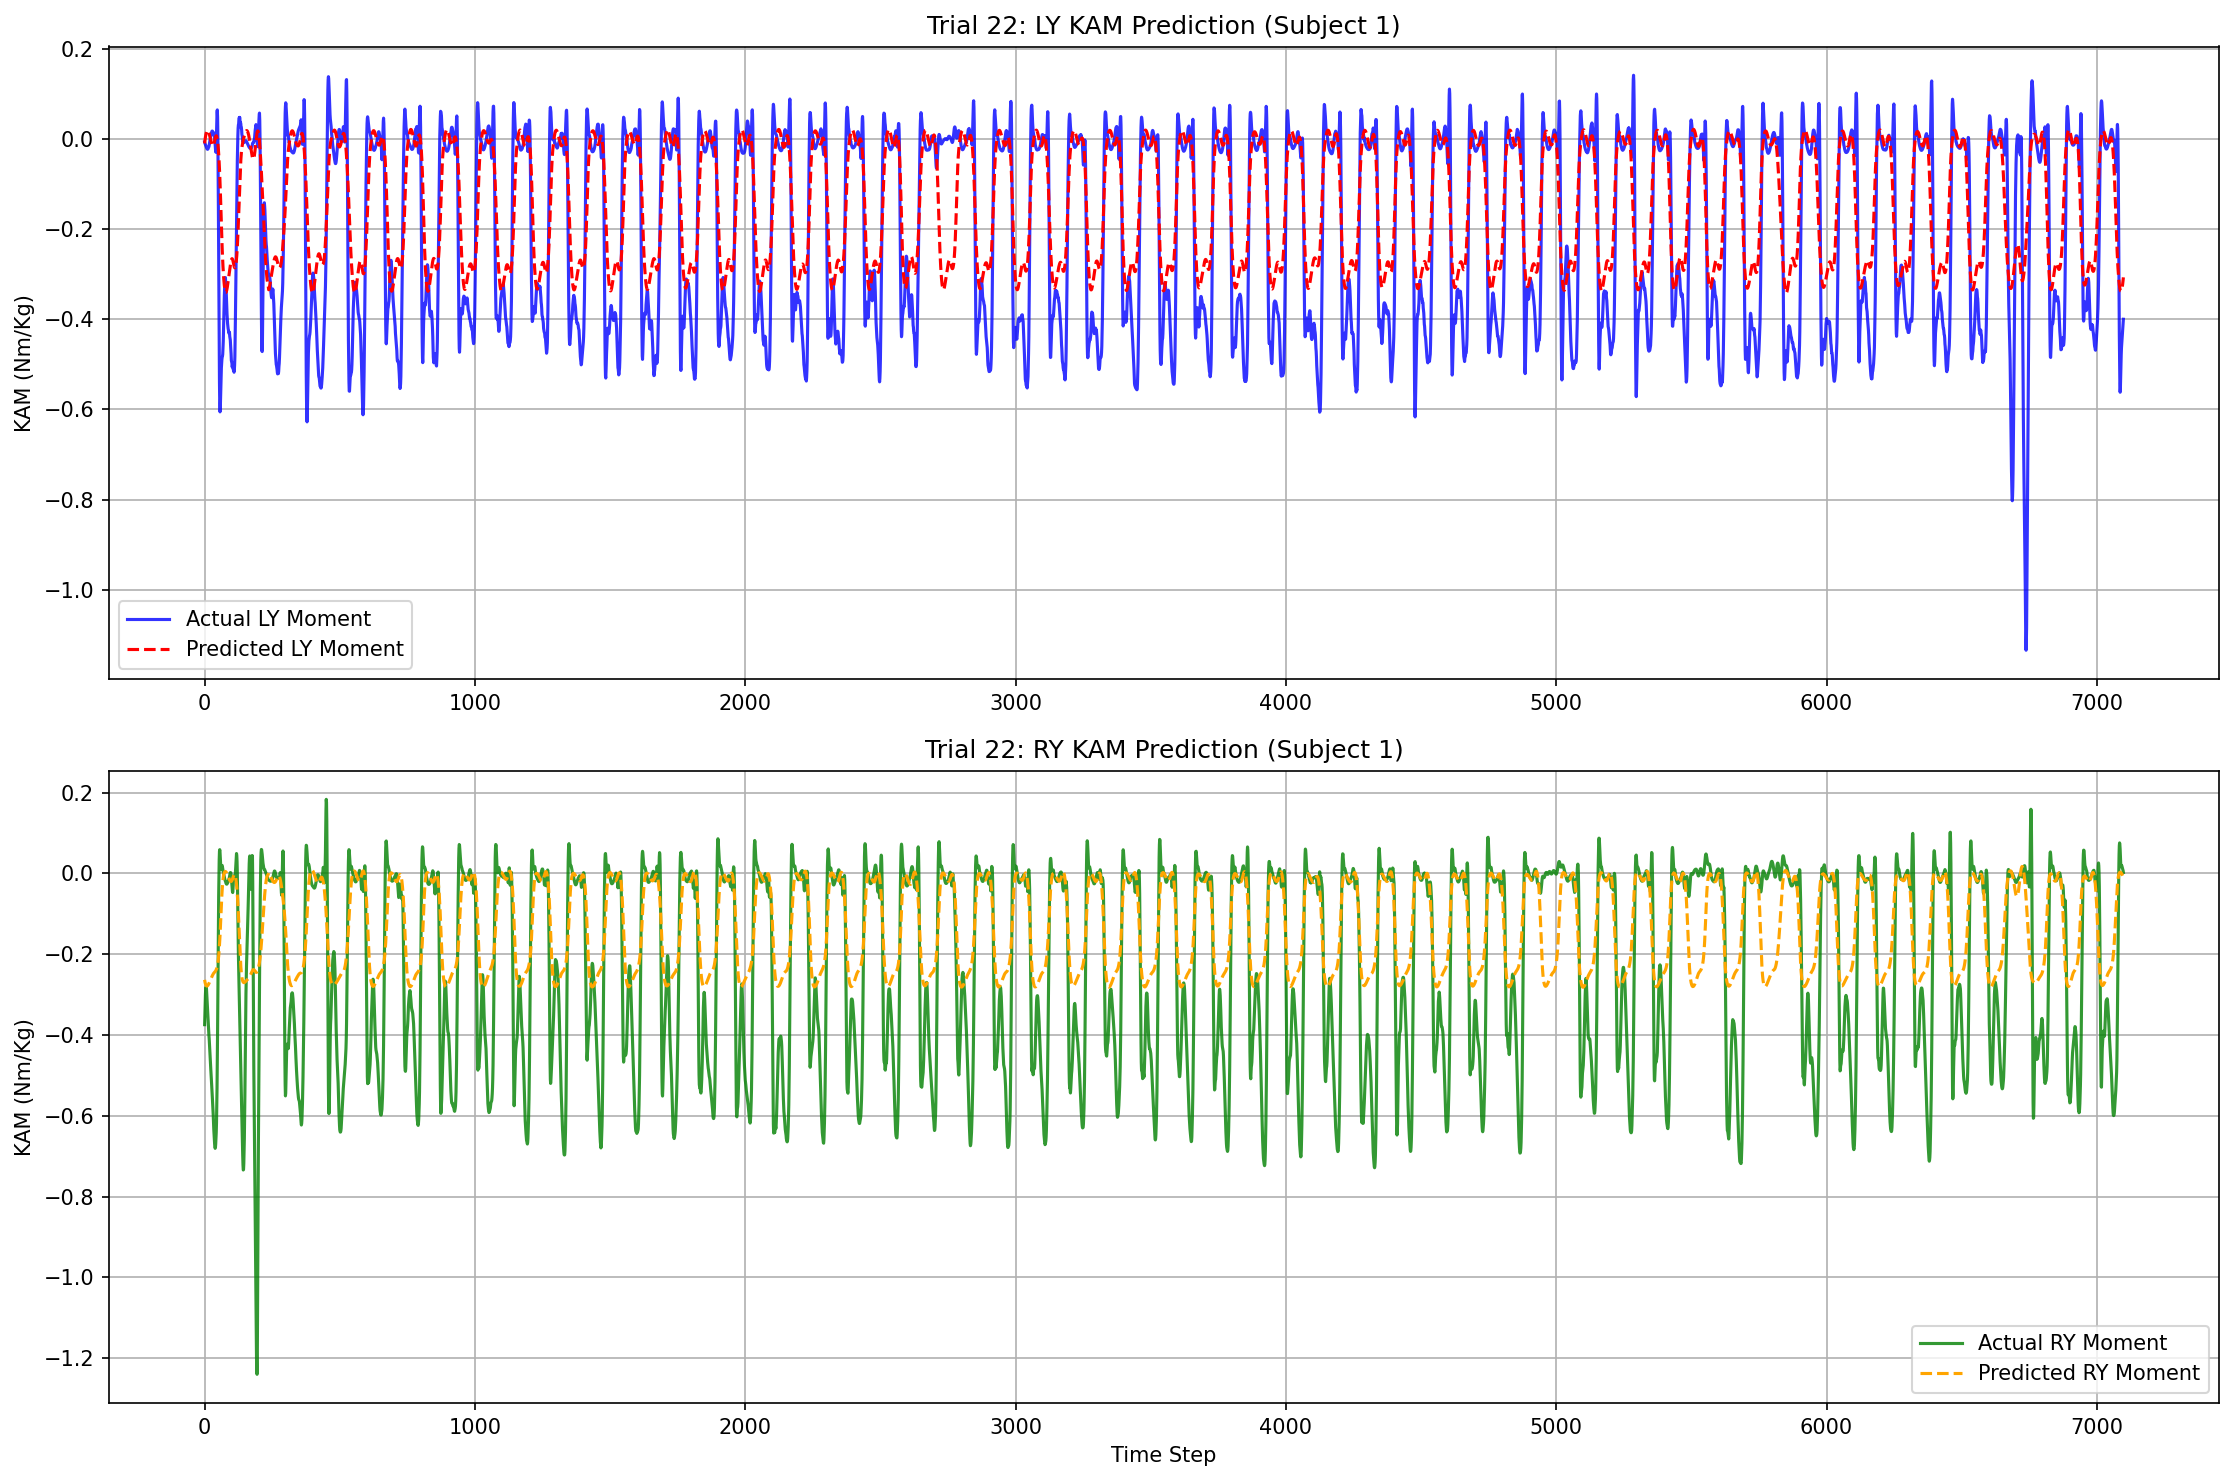 Trial 22: LY KAM Prediction (Subject 1)
KAM (Nm/Kg)
0.2
0.0
−0.2
−0.4
−0.6
−0.8
−1.0
Actual LY Moment
Predicted LY Moment
0 1000 2000 3000 4000 5000 6000 7000
Trial 22: RY KAM Prediction (Subject 1)
KAM (Nm/Kg)
0.2
0.0
−0.2
−0.4
−0.6
−0.8
−1.0
−1.2
Actual RY Moment
Predicted RY Moment
0 1000 2000 3000 4000 5000 6000 7000
Time Step